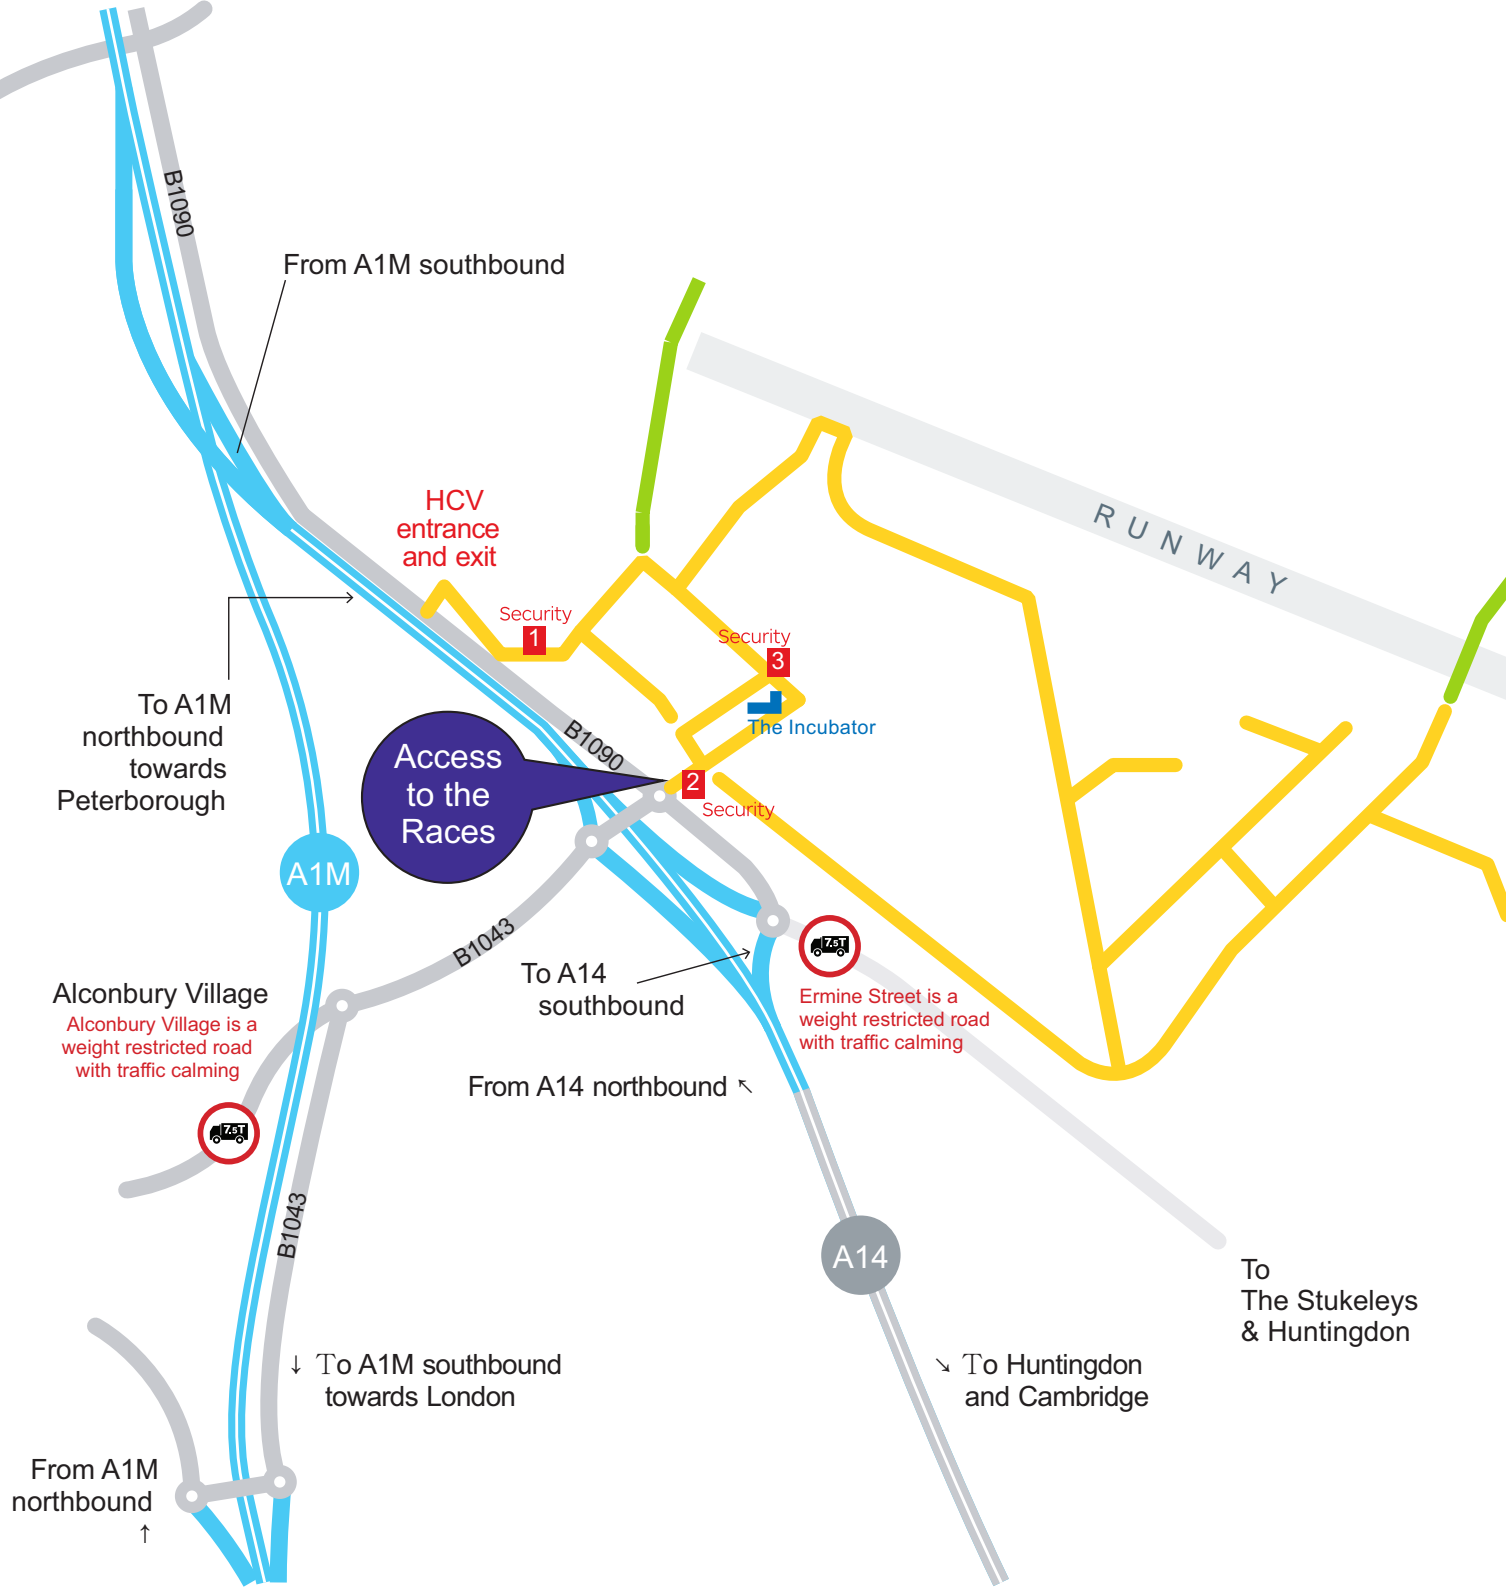 B1090
From A1M southbound
HCV
entrance
and exit
Security
1
RUNWAY
Security
3
The Incubator
To A1M
northbound
towards
Peterborough
B1090
Access
to the
Races
2
Security
A1M
B1043
7.5T
To A14
southbound
Alconbury Village
Alconbury Village is a
weight restricted road
with traffic calming
Ermine Street is a
weight restricted road
with traffic calming
From A14 northbound ↖
7.5T
B1043
A14
To
The Stukeleys
& Huntingdon
↓ To A1M southbound
towards London
↘ To Huntingdon
and Cambridge
From A1M
northbound
↑